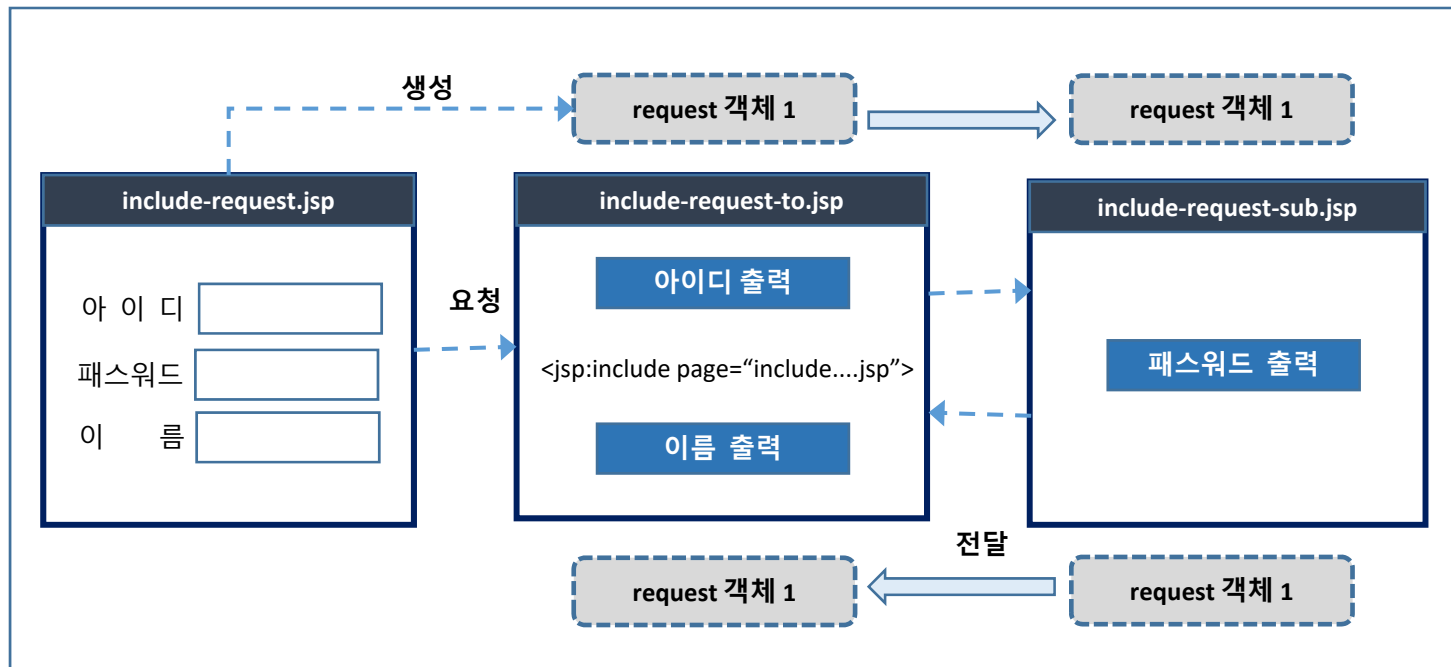 생성
request 객체 1
request 객체 1
include-request.jsp
아 이 디
패스워드
이 름
요청
include-request-to.jsp
아이디 출력
<jsp:include page=“include....jsp”>
이름 출력
include-request-sub.jsp
패스워드 출력
전달
request 객체 1
request 객체 1